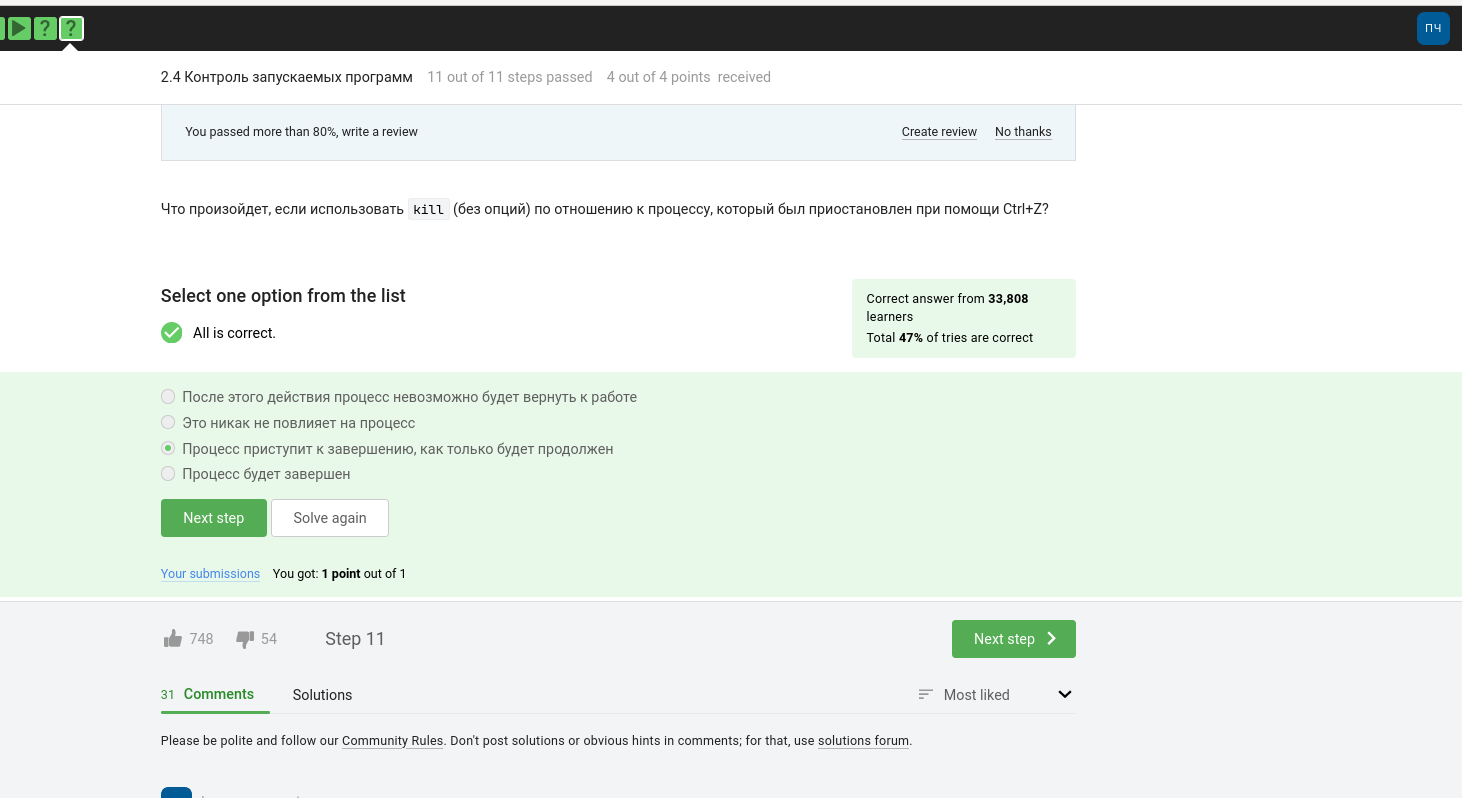 ? ?
ПЧ
2.4 Контроль запускаемых программ 11 out of 11 steps passed 4 out of 4 points received
You passed more than 80%, write a review Create review No thanks
Что произойдет, если использовать kill (без опций) по отношению к процессу, который был приостановлен при помощи Ctrl+Z?
Select one option from the list
All is correct.
Correct answer from 33,808
learners
Total 47% of tries are correct
После этого действия процесс невозможно будет вернуть к работе
Это никак не повлияет на процесс
Процесс приступит к завершению, как только будет продолжен
Процесс будет завершен
Next step Solve again
Your submissions You got: 1 point out of 1
748 54 Step 11 Next step
31 Comments Solutions Most liked
Please be polite and follow our Community Rules. Don't post solutions or obvious hints in comments; for that, use solutions forum.